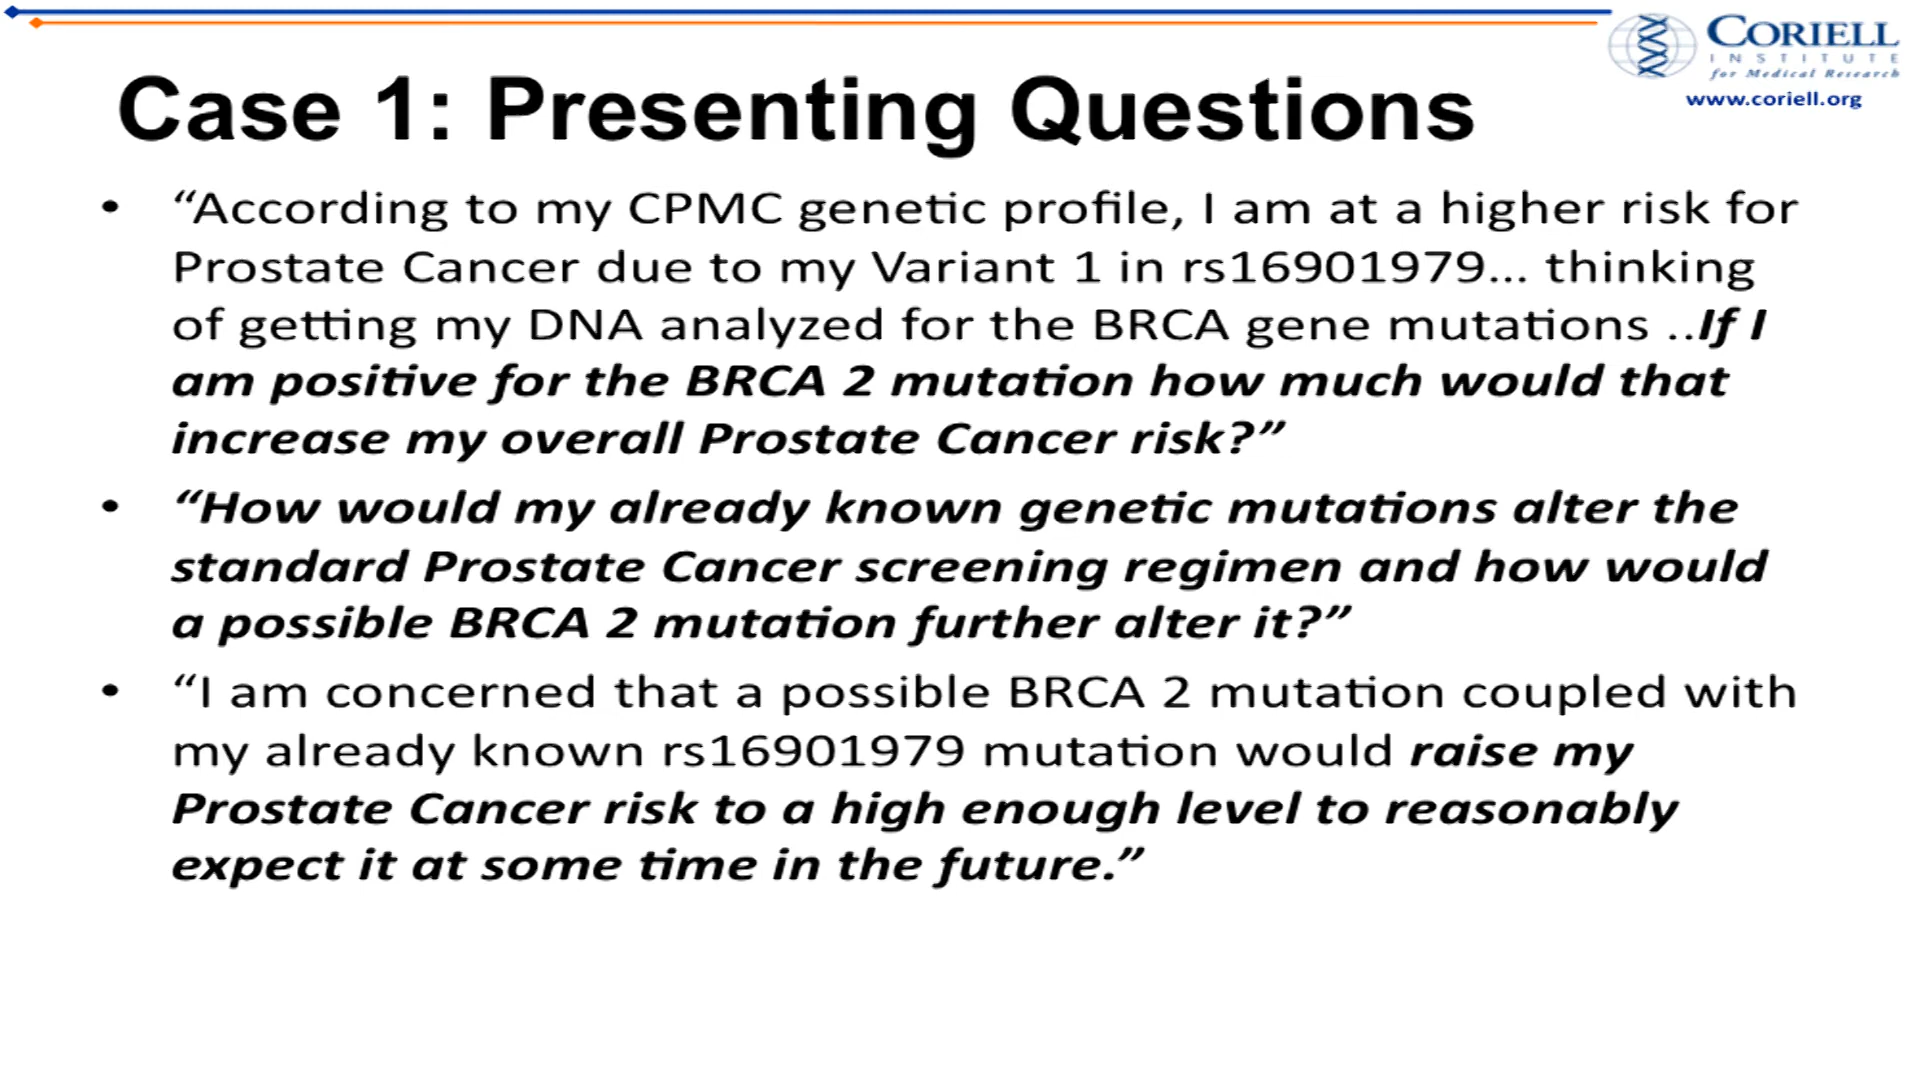 CORIELL
INSTITUTE
for Medical Research
www.coriell.org
Case 1: Presenting Questions
• “According to my CPMC genetic profile, I am at a higher risk for
Prostate Cancer due to my Variant 1 in rs16901979... thinking
of getting my DNA analyzed for the BRCA gene mutations ..If I
am positive for the BRCA 2 mutation how much would that
increase my overall Prostate Cancer risk?”
• “How would my already known genetic mutations alter the
standard Prostate Cancer screening regimen and how would
a possible BRCA 2 mutation further alter it?”
• “I am concerned that a possible BRCA 2 mutation coupled with
my already known rs16901979 mutation would raise my
Prostate Cancer risk to a high enough level to reasonably
expect it at some time in the future.”